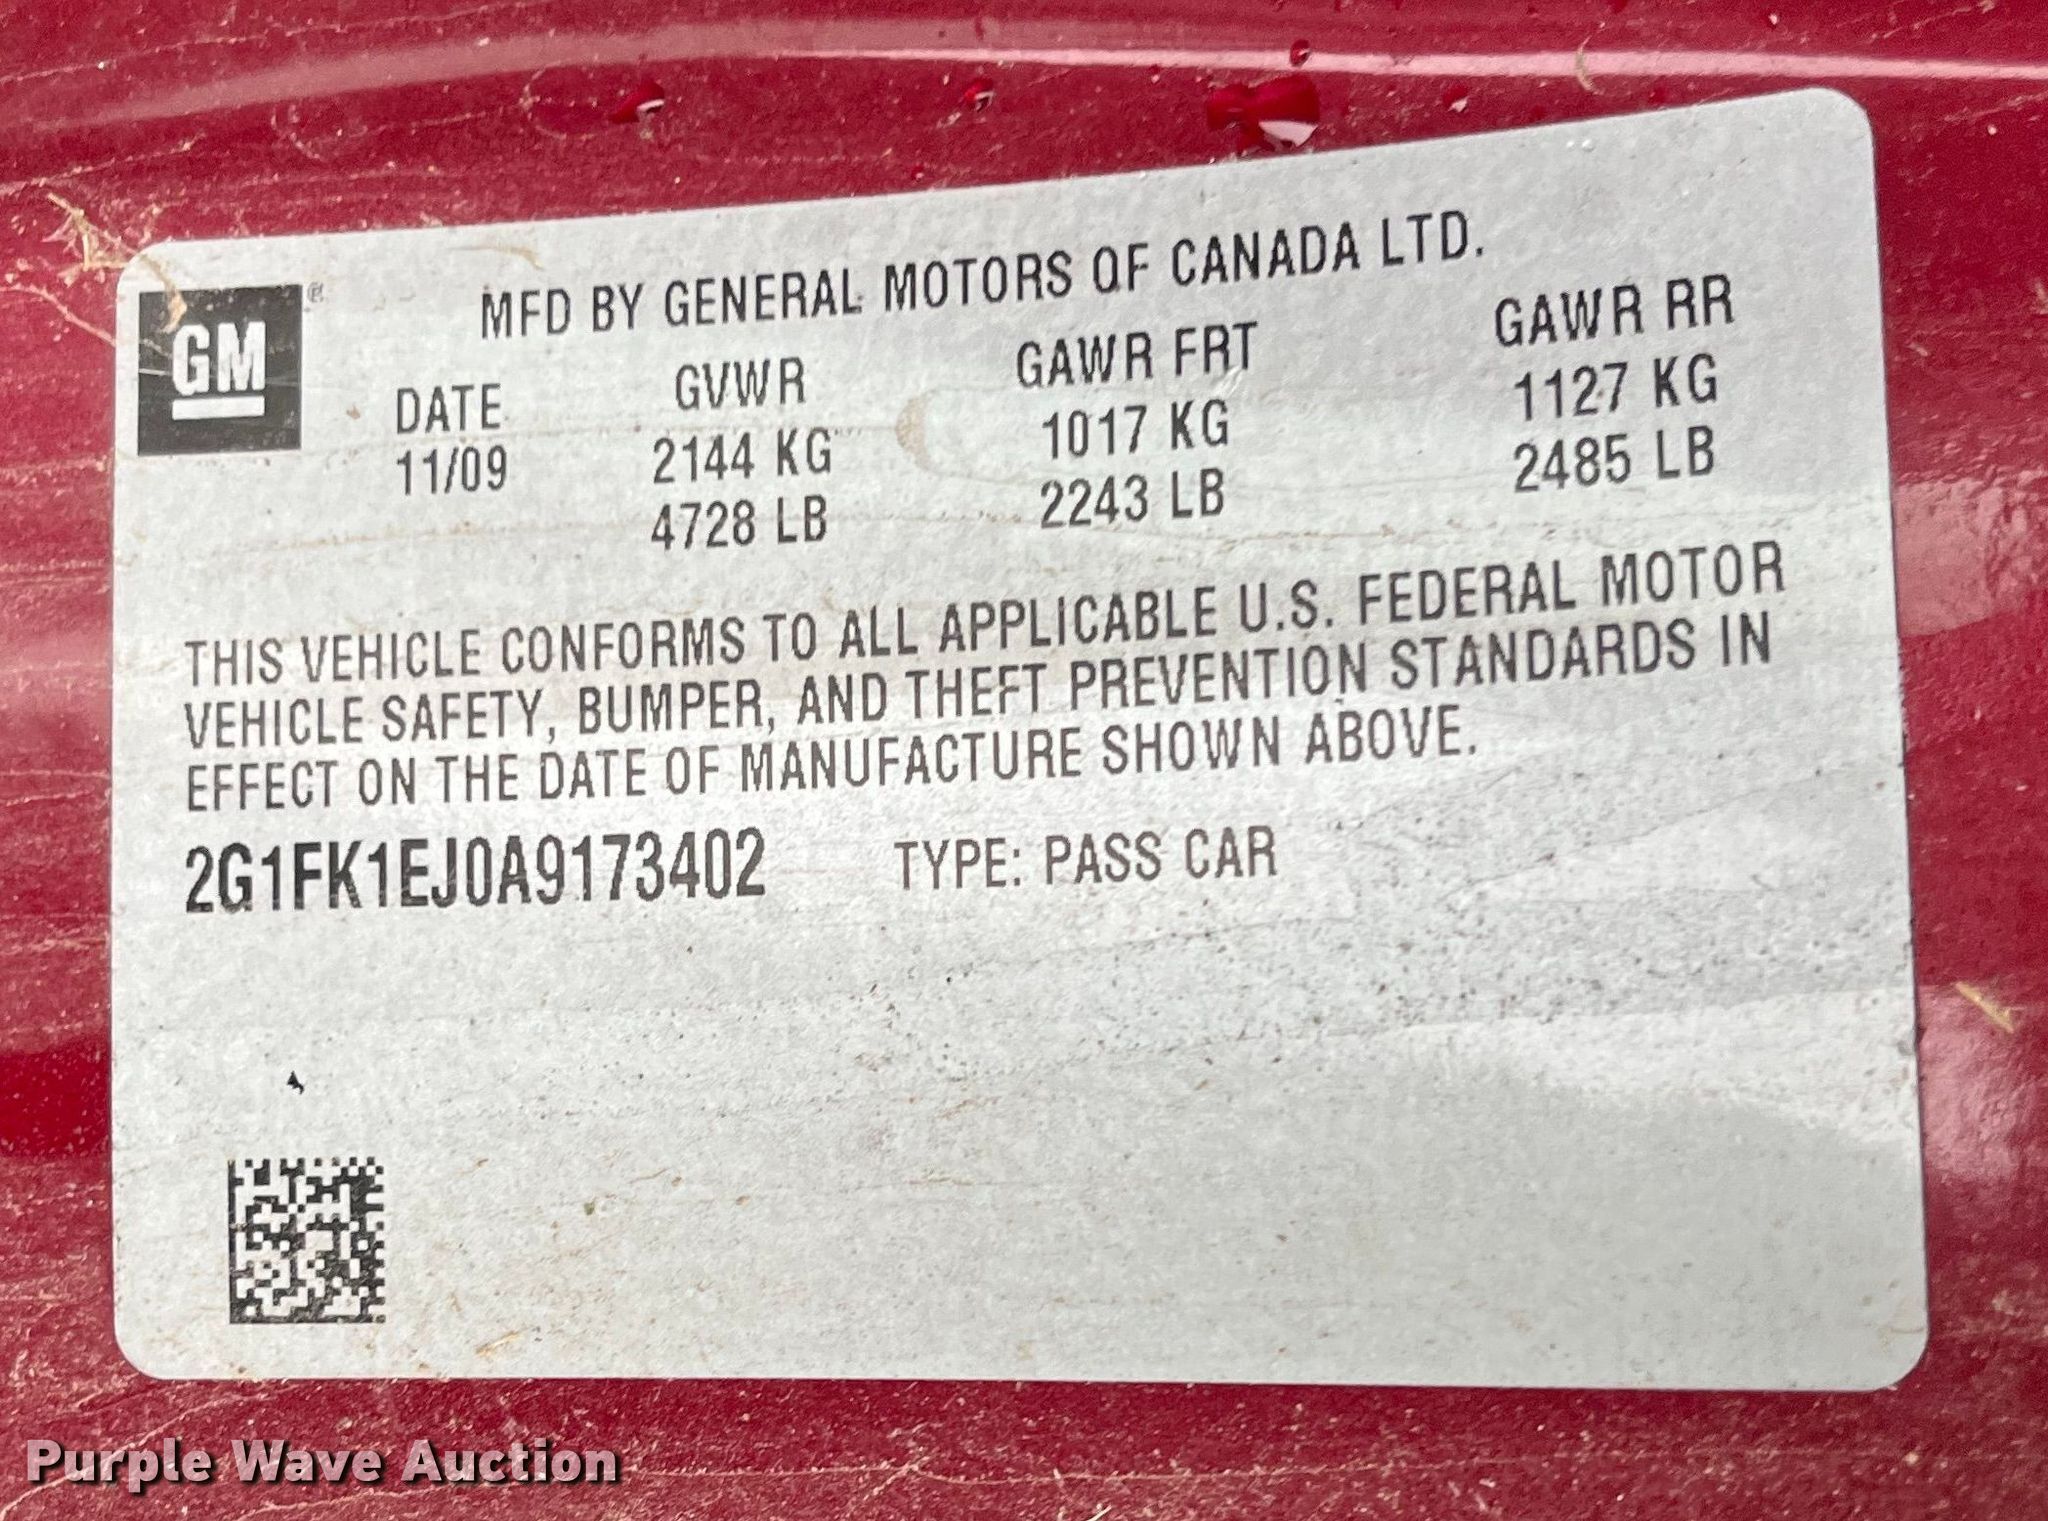 GM
MFD BY GENERAL MOTORS OF CANADA LTD.
DATE GVWR GAWR FRT GAWR RR
11/09 2144 KG 1017 KG 1127 KG
4728 LB 2243 LB 2485 LB
THIS VEHICLE CONFORMS TO ALL APPLICABLE U.S. FEDERAL MOTOR
VEHICLE SAFETY, BUMPER, AND THEFT PREVENTION STANDARDS IN
EFFECT ON THE DATE OF MANUFACTURE SHOWN ABOVE.
2G1FK1EJ0A9173402 TYPE: PASS CAR
Purple Wave Auction